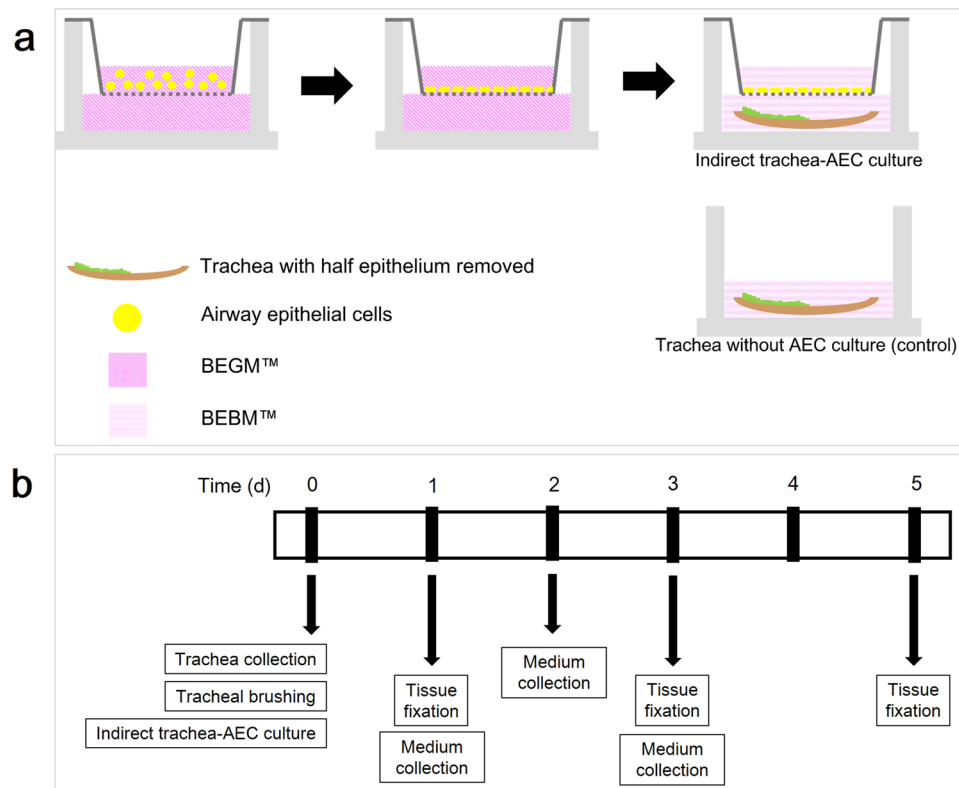 a
Indirect trachea-AEC culture
Trachea with half epithelium removed
Airway epithelial cells
BEGM™
BEBM™
Trachea without AEC culture (control)
b
Time (d) 0 1 2 3 4 5
Trachea collection
Tracheal brushing
Indirect trachea-AEC culture
Tissue
fixation
Medium
collection
Medium
collection
Tissue
fixation
Medium
collection
Tissue
fixation